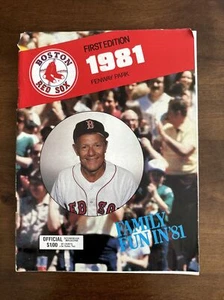 BOSTON
RED SOX
FIRST EDITION
1981
FENWAY PARK
B
RED SOX
FAMILY
FUN IN '81
OFFICIAL
$1.00